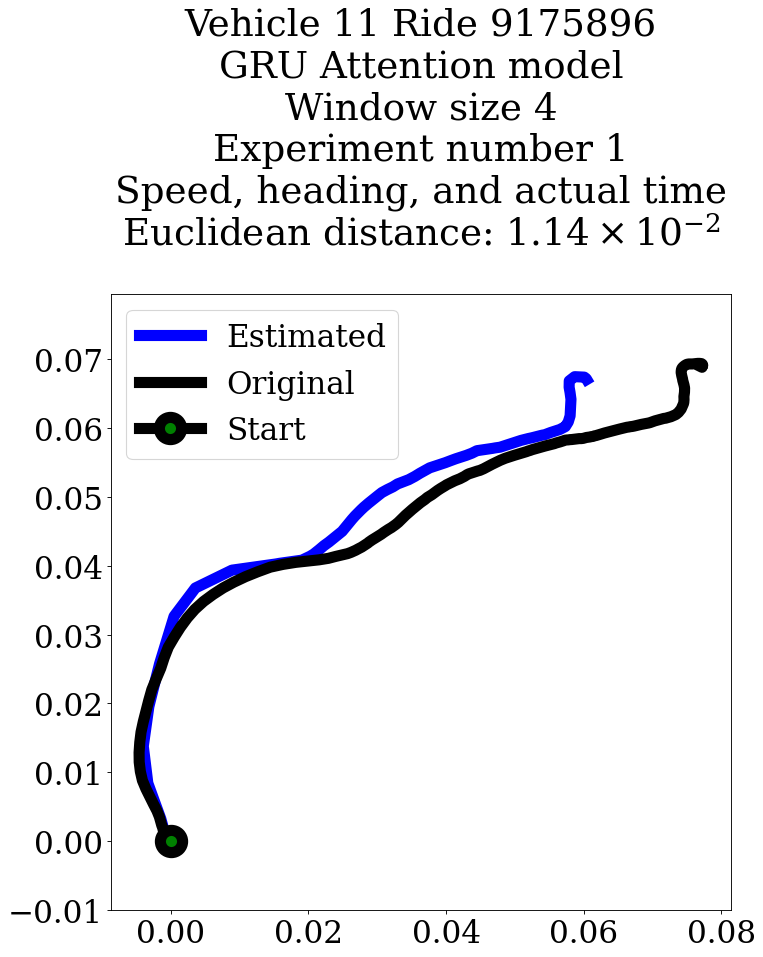 Vehicle 11 Ride 9175896
GRU Attention model
Window size 4
Experiment number 1
Speed, heading, and actual time
Euclidean distance: 1.14 × 10⁻²
Estimated
Original
Start
0.07
0.06
0.05
0.04
0.03
0.02
0.01
0.00
−0.01
0.00 0.02 0.04 0.06 0.08